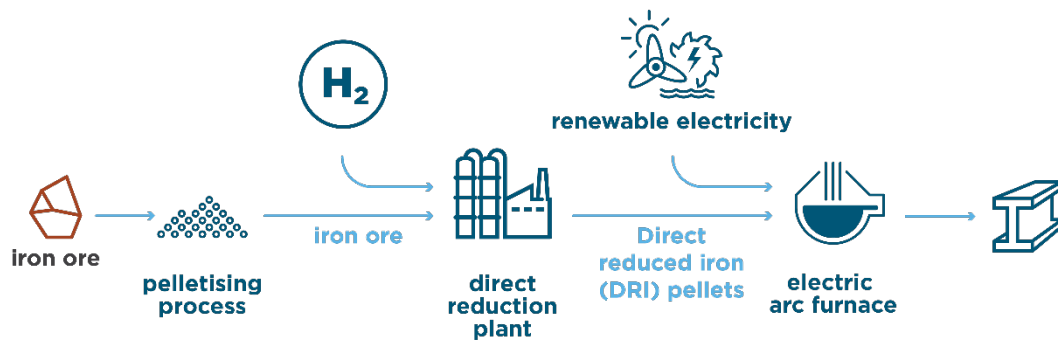 H₂
renewable electricity
iron ore
pelletising
process
iron ore
direct
reduction
plant
Direct
reduced iron
(DRI) pellets
electric
arc furnace